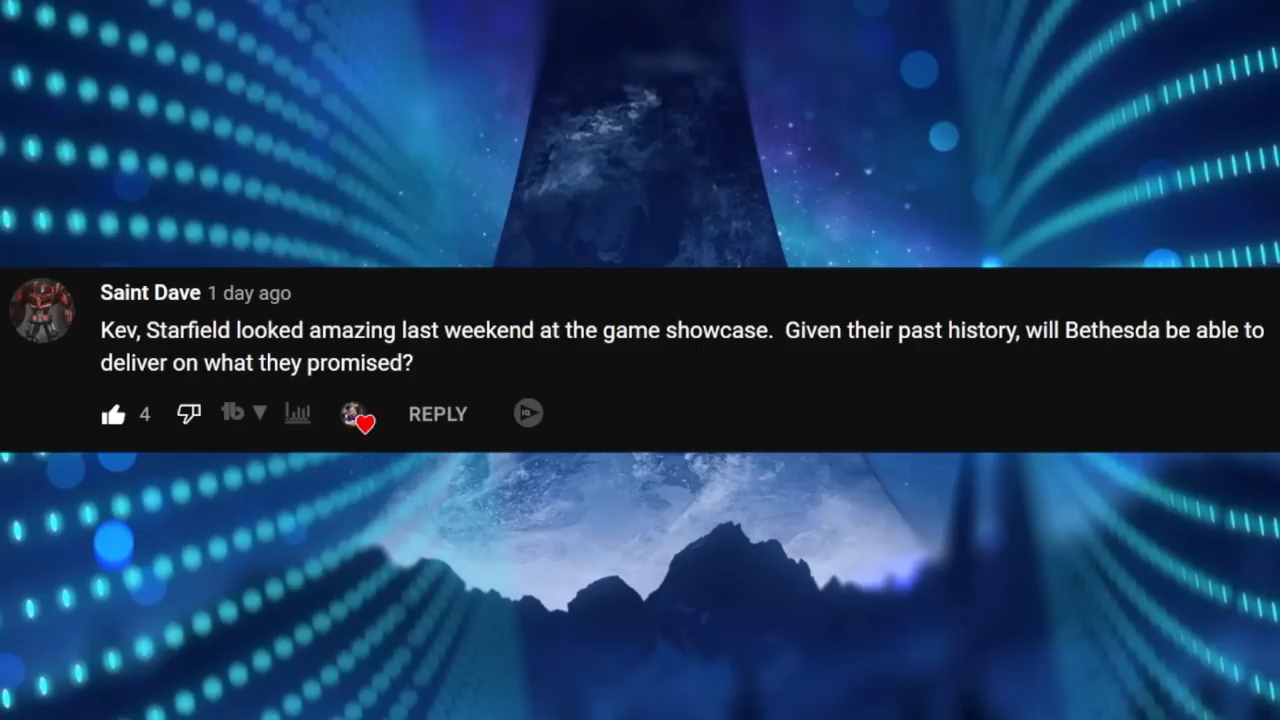 Saint Dave 1 day ago
Kev, Starfield looked amazing last weekend at the game showcase.  Given their past history, will Bethesda be able to
deliver on what they promised?
4 REPLY